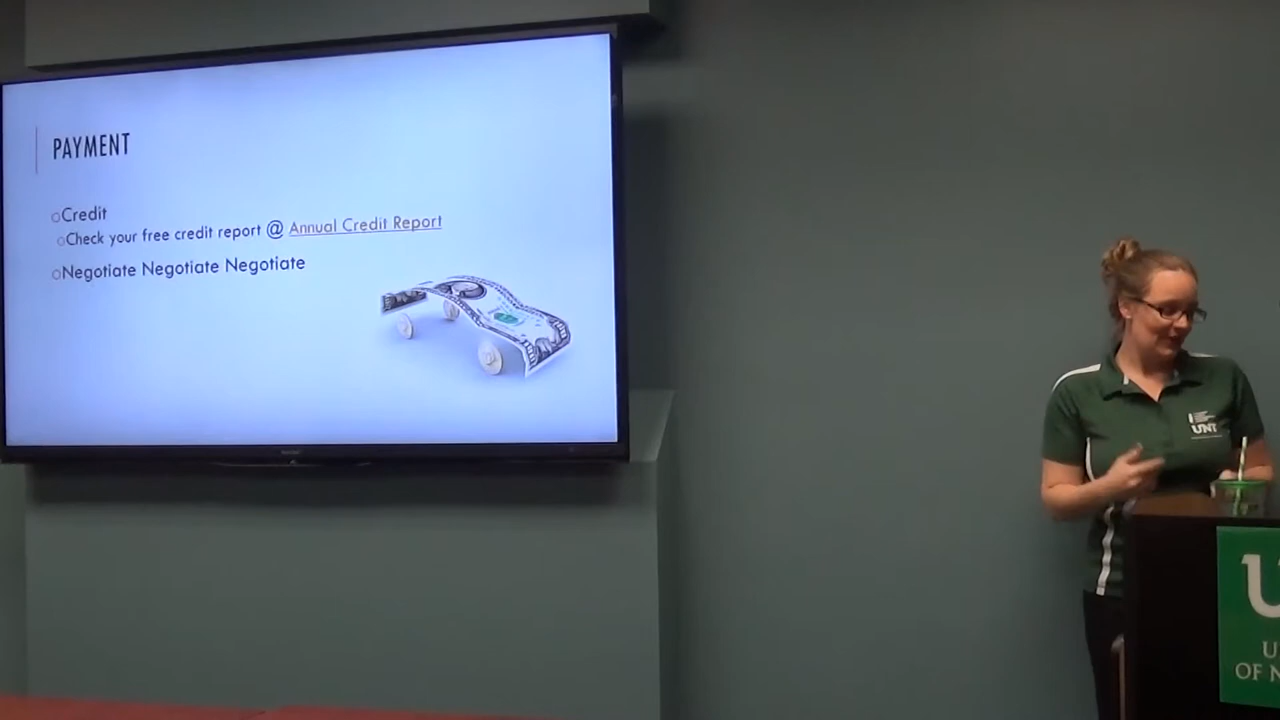 PAYMENT
Credit
Check your free credit report @ Annual Credit Report
Negotiate Negotiate Negotiate
UNT
U
U
OF N